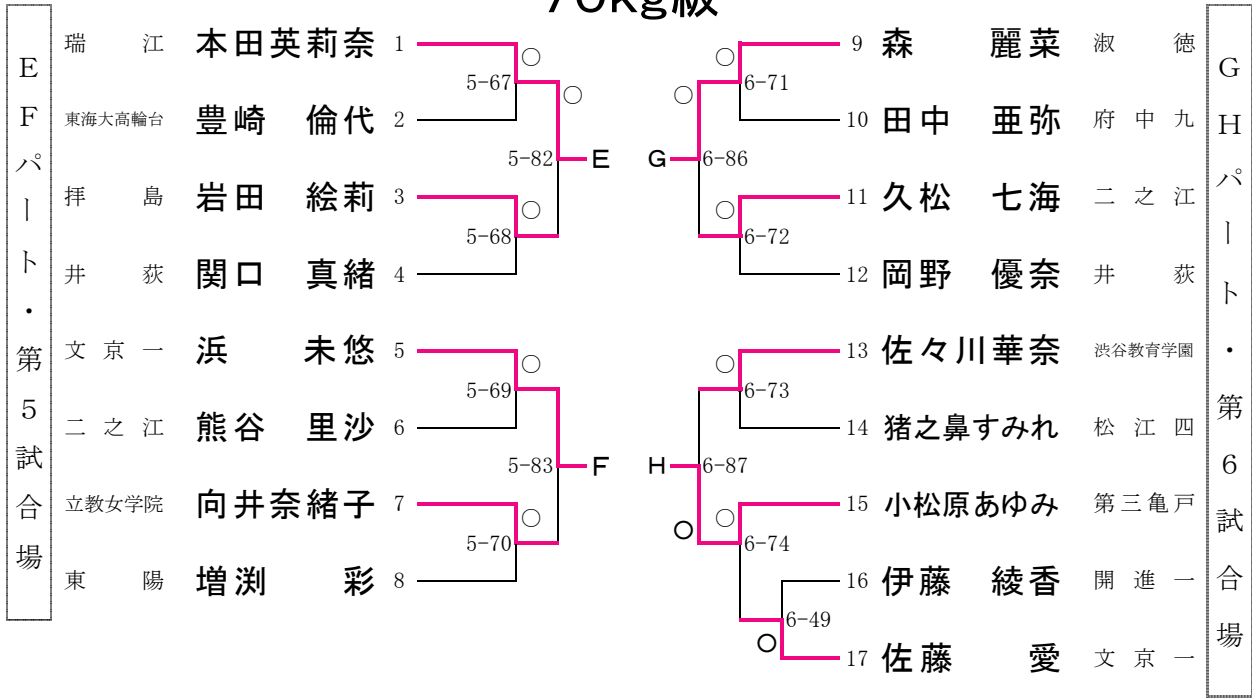 70Kg級
EFパート・第5試合場
瑞江 本田英莉奈 1
5-67
東海大高輪台 豊崎 倫代 2
5-82 E
拝島 岩田 絵莉 3
5-68
井荻 関口 真緒 4
文京一 浜 未悠 5
5-69
二之江 熊谷 里沙 6
5-83 F
立教女学院 向井奈緒子 7
5-70
東陽 増渕 彩 8
9 森 麗菜 淑徳
6-71
10 田中 亜弥 府中九
G 6-86
11 久松 七海 二之江
6-72
12 岡野 優奈 井荻
13 佐々川華奈 渋谷教育学園
6-73
14 猪之鼻すみれ 松江四
H 6-87
15 小松原あゆみ 第三亀戸
6-74
16 伊藤 綾香 開進一
6-49
17 佐藤 愛 文京一
GHパート・第6試合場